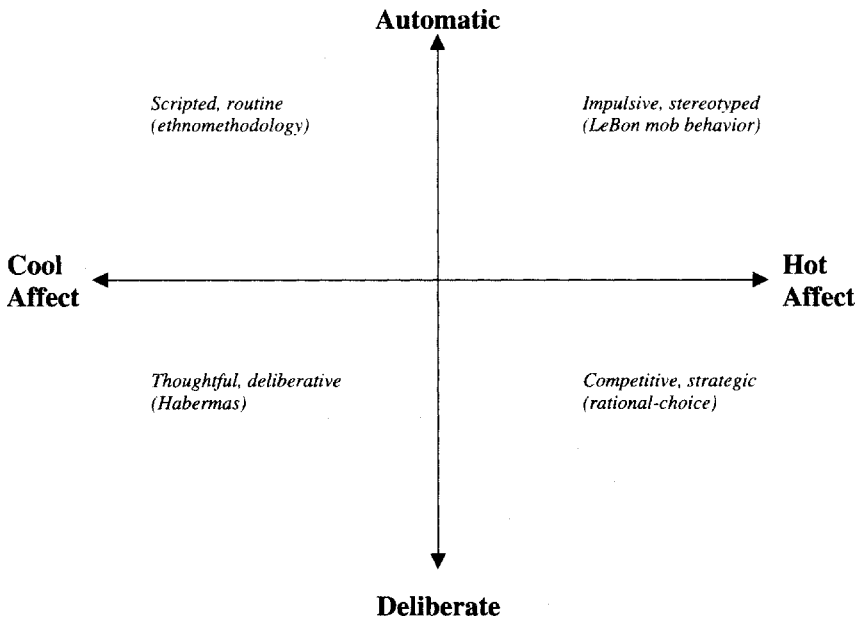 Automatic
Scripted, routine
(ethnomethodology)
Impulsive, stereotyped
(LeBon mob behavior)
Cool
Affect
Hot
Affect
Thoughtful, deliberative
(Habermas)
Competitive, strategic
(rational-choice)
Deliberate